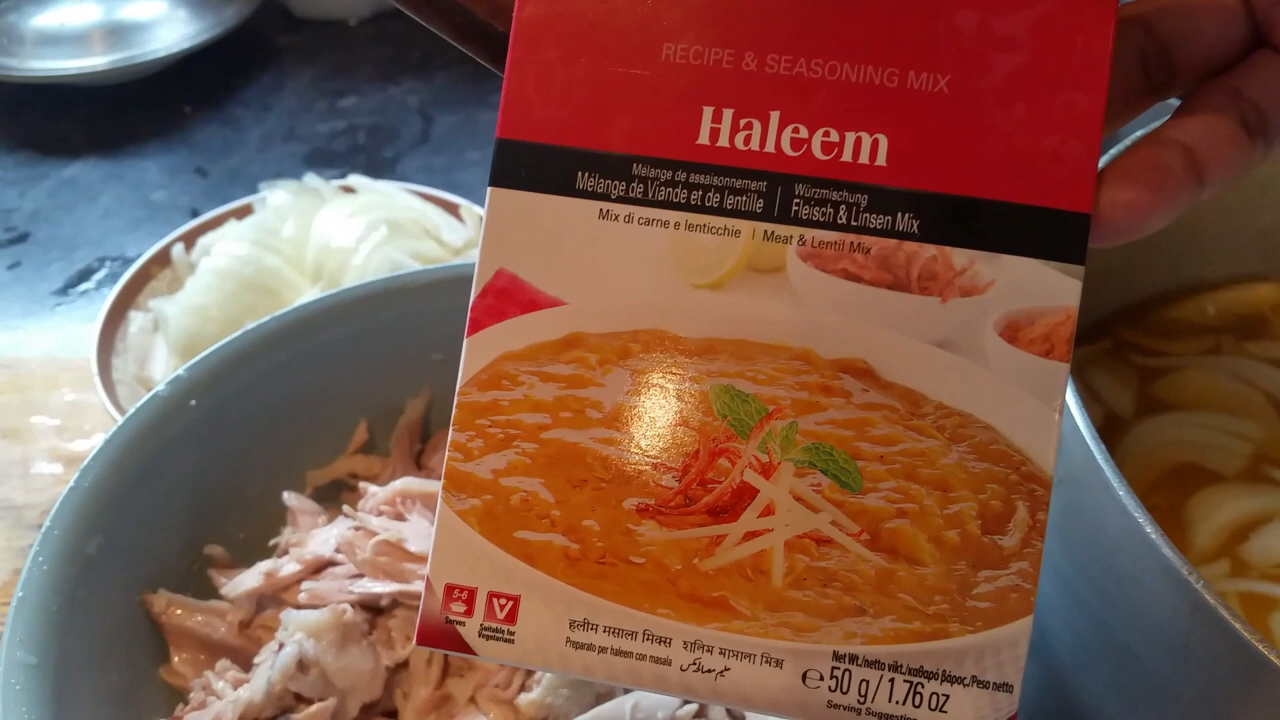 RECIPE & SEASONING MIX
Haleem
Mélange de assaisonnement
Mélange de Viande et de lentille
Würzmischung
Fleisch & Linsen Mix
Mix di carne e lenticchie | Meat & Lentil Mix
5-6
Serves
V
Suitable for
Vegetarians
हलीम मसाला मिक्स
Preparato per haleem con masala
Net Wt./netto vikt./καθαρό βάρος./Peso netto
℮ 50 g / 1.76 OZ
Serving Suggestion